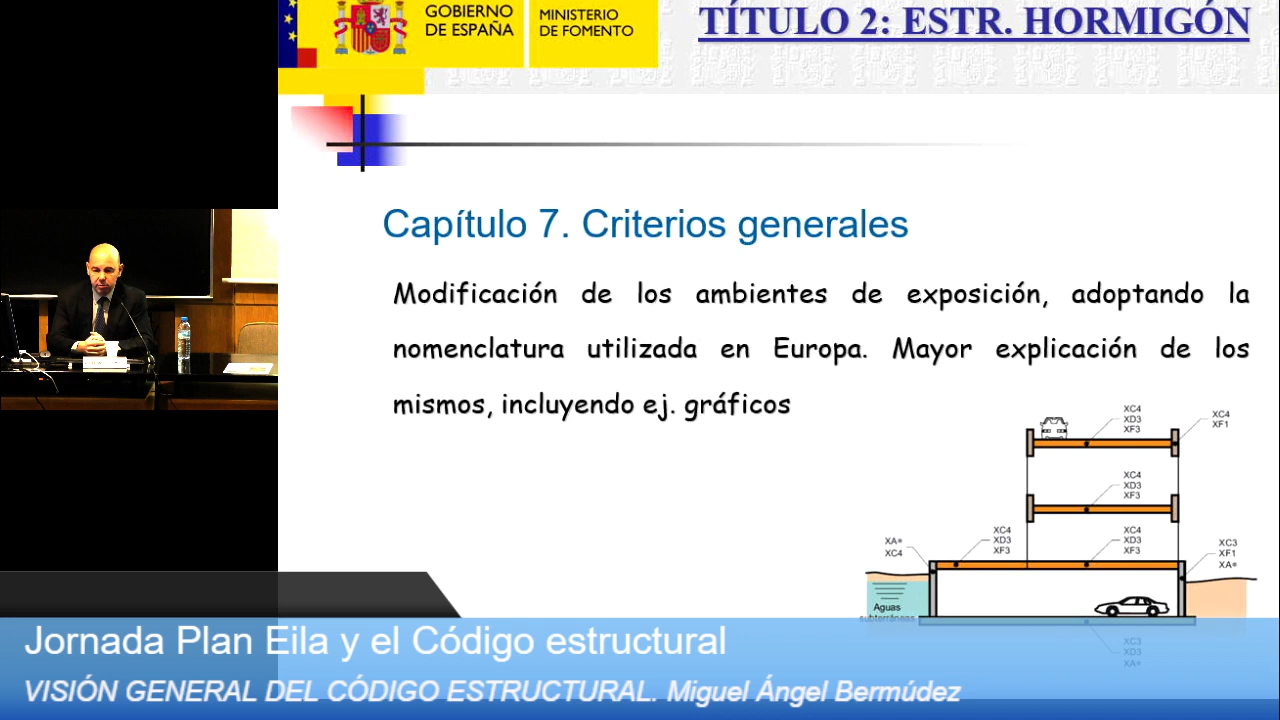 GOBIERNO
DE ESPAÑA
MINISTERIO
DE FOMENTO
TÍTULO 2: ESTR. HORMIGÓN
Capítulo 7. Criterios generales
Modificación de los ambientes de exposición, adoptando la
nomenclatura utilizada en Europa. Mayor explicación de los
mismos, incluyendo ej. gráficos
XC4
XD3
XF3
XC4
XF1
XC4
XD3
XF3
XA*
XC4
XC4
XD3
XF3
XC4
XD3
XF3
XC3
XF1
XA*
Aguas
subterráneas
XC3
XD3
XA*
Jornada Plan Eila y el Código estructural
VISIÓN GENERAL DEL CÓDIGO ESTRUCTURAL. Miguel Ángel Bermúdez